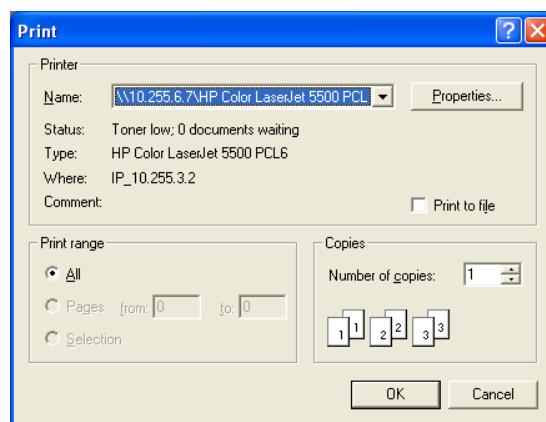 Print
Printer
Name: \\10.255.6.7\HP Color LaserJet 5500 PCL Properties...
Status: Toner low; 0 documents waiting
Type: HP Color LaserJet 5500 PCL6
Where: IP_10.255.3.2
Comment: Print to file
Print range
All
Pages from: 0 to: 0
Selection
Copies
Number of copies: 1
1 1 2 2 3 3
OK Cancel